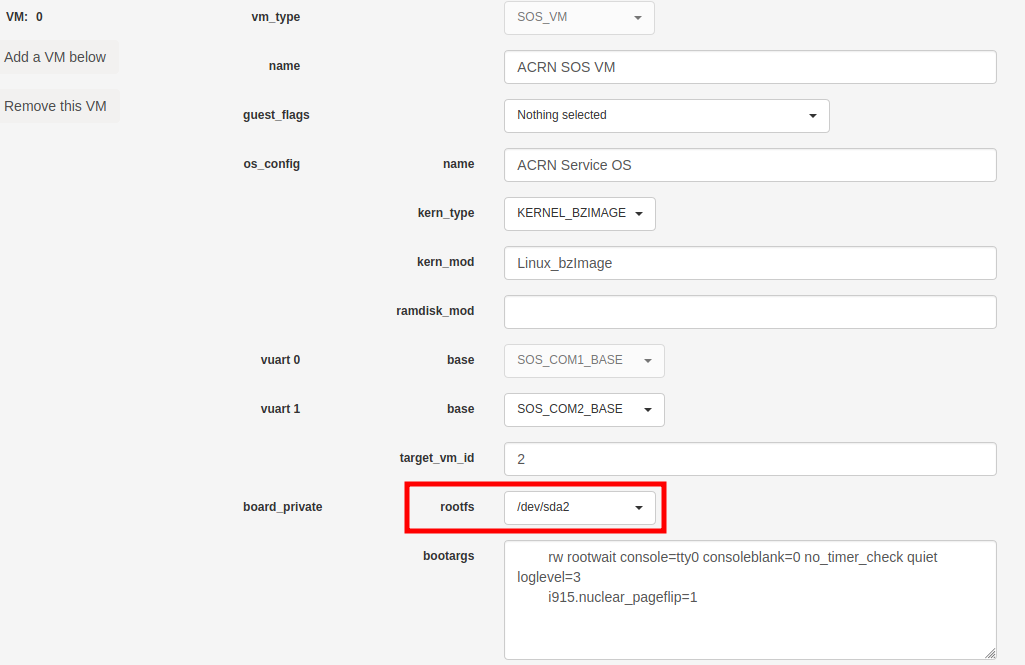 VM: 0 vm_type SOS_VM
Add a VM below
name ACRN SOS VM
Remove this VM
guest_flags Nothing selected
os_config name ACRN Service OS
kern_type KERNEL_BZIMAGE
kern_mod Linux_bzImage
ramdisk_mod
vuart 0 base SOS_COM1_BASE
vuart 1 base SOS_COM2_BASE
target_vm_id 2
board_private rootfs /dev/sda2
bootargs rw rootwait console=tty0 consoleblank=0 no_timer_check quiet
loglevel=3
i915.nuclear_pageflip=1